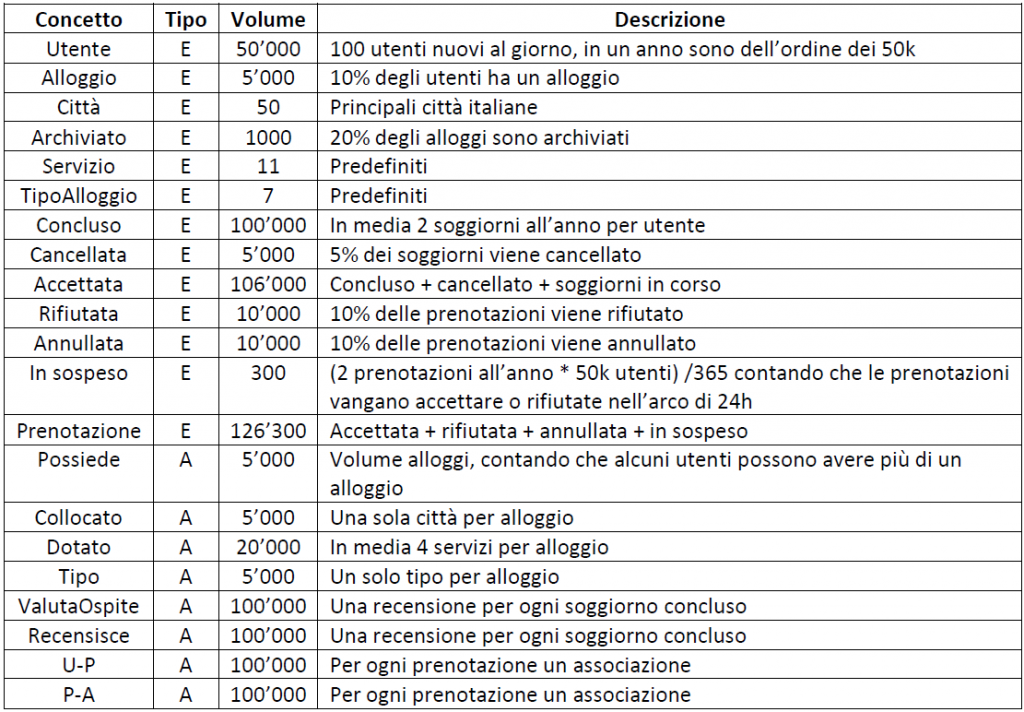 Concetto Tipo Volume Descrizione
Utente E 50’000 100 utenti nuovi al giorno, in un anno sono dell’ordine dei 50k
Alloggio E 5’000 10% degli utenti ha un alloggio
Città E 50 Principali città italiane
Archiviato E 1000 20% degli alloggi sono archiviati
Servizio E 11 Predefiniti
TipoAlloggio E 7 Predefiniti
Concluso E 100’000 In media 2 soggiorni all’anno per utente
Cancellata E 5’000 5% dei soggiorni viene cancellato
Accettata E 106’000 Concluso + cancellato + soggiorni in corso
Rifiutata E 10’000 10% delle prenotazioni viene rifiutato
Annullata E 10’000 10% delle prenotazioni viene annullato
In sospeso E 300 (2 prenotazioni all’anno * 50k utenti) /365 contando che le prenotazioni
vangano accettare o rifiutate nell’arco di 24h
Prenotazione E 126’300 Accettata + rifiutata + annullata + in sospeso
Possiede A 5’000 Volume alloggi, contando che alcuni utenti possono avere più di un
alloggio
Collocato A 5’000 Una sola città per alloggio
Dotato A 20’000 In media 4 servizi per alloggio
Tipo A 5’000 Un solo tipo per alloggio
ValutaOspite A 100’000 Una recensione per ogni soggiorno concluso
Recensisce A 100’000 Una recensione per ogni soggiorno concluso
U-P A 100’000 Per ogni prenotazione un associazione
P-A A 100’000 Per ogni prenotazione un associazione